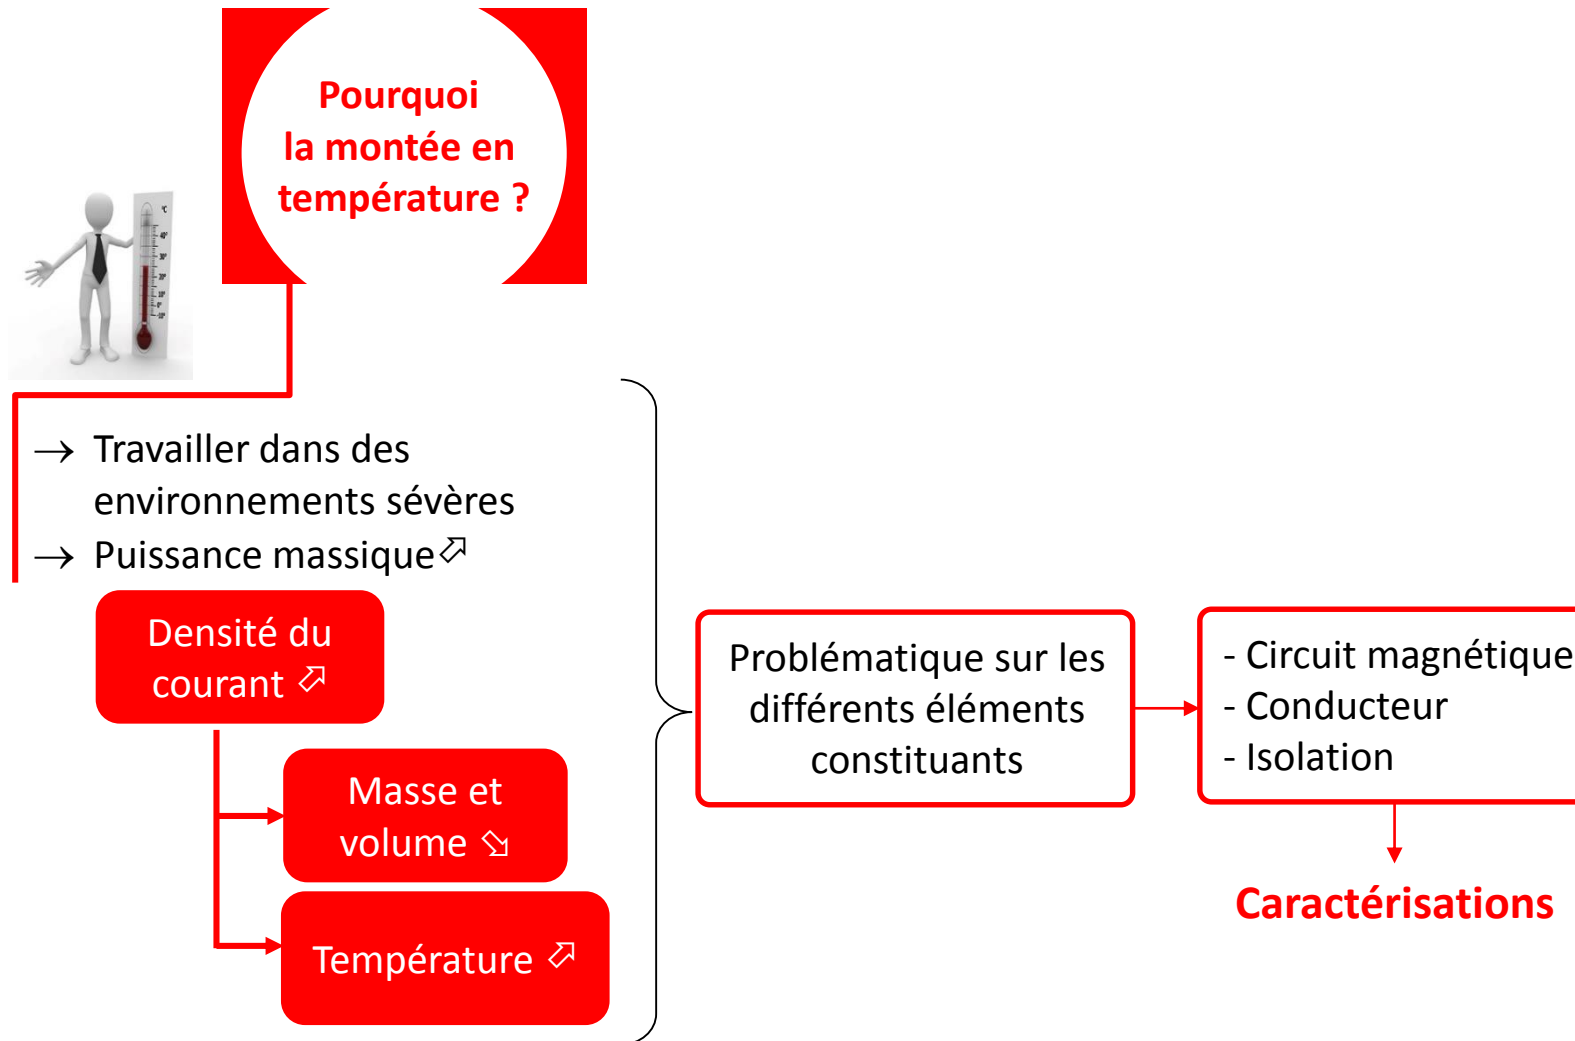 Pourquoi
la montée en
température ?
°C
→ Travailler dans des
environnements sévères
→ Puissance massique ⬀
Densité du
courant ⬀
Masse et
volume ⬂
Température ⬀
Problématique sur les
différents éléments
constituants
- Circuit magnétique
- Conducteur
- Isolation
Caractérisations